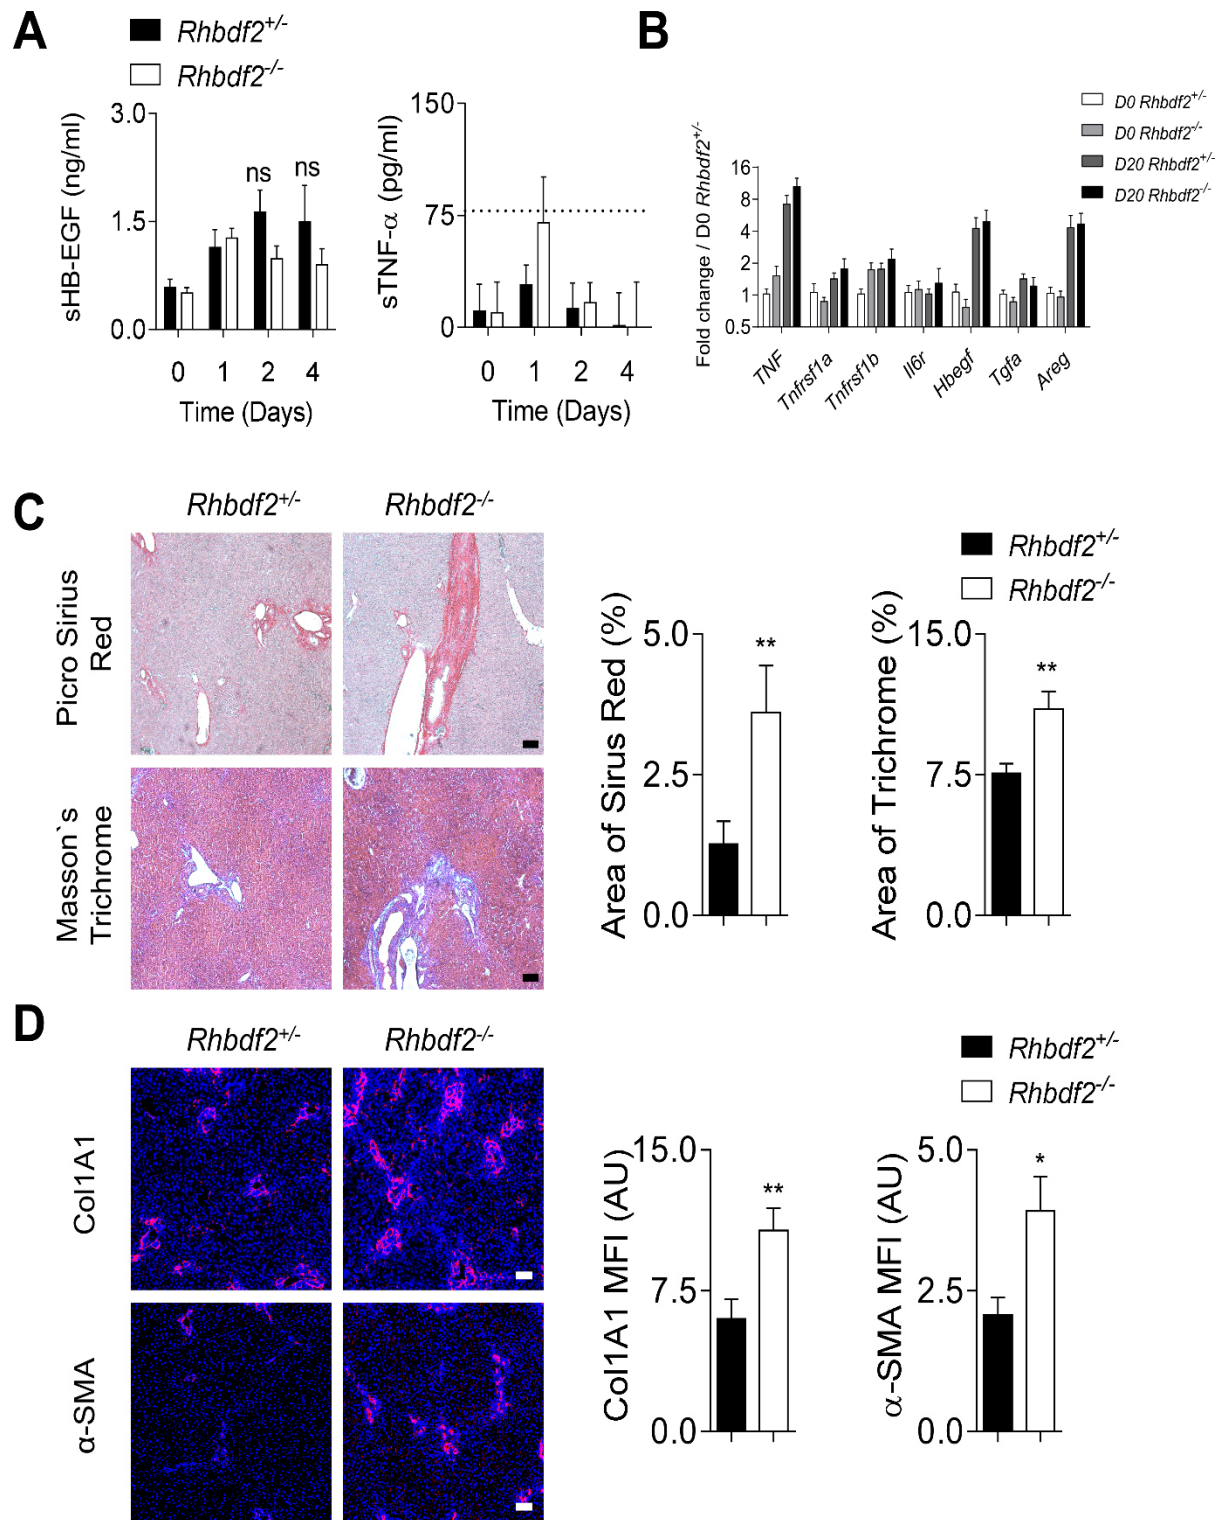 A
Rhbdf2+/-
Rhbdf2-/-
sHB-EGF (ng/ml)
3.0
1.5
0.0
ns
ns
0
1
2
4
Time (Days)
sTNF-α (pg/ml)
150
75
0
0
1
2
4
Time (Days)
B
D0 Rhbdf2+/-
D0 Rhbdf2-/-
D20 Rhbdf2+/-
D20 Rhbdf2-/-
Fold change / D0 Rhbdf2+/-
16
8
4
2
1
0.5
TNF
Tnfrsf1a
Tnfrsf1b
Il6r
Hbegf
Tgfa
Areg
C
Rhbdf2+/-
Rhbdf2-/-
Picro Sirius
Red
Masson`s
Trichrome
Rhbdf2+/-
Rhbdf2-/-
Area of Sirus Red (%)
5.0
2.5
0.0
**
Area of Trichrome (%)
15.0
7.5
0.0
**
D
Rhbdf2+/-
Rhbdf2-/-
Col1A1
α-SMA
Rhbdf2+/-
Rhbdf2-/-
Col1A1 MFI (AU)
15.0
7.5
0.0
**
α-SMA MFI (AU)
5.0
2.5
0.0
*